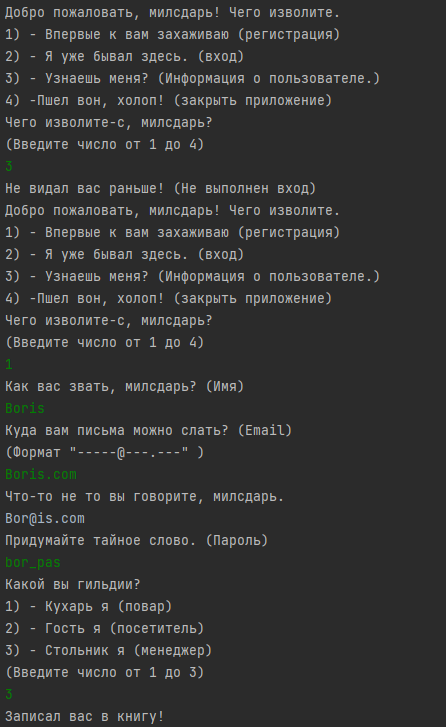 Добро пожаловать, милсдарь! Чего изволите.
1) - Впервые к вам захаживаю (регистрация)
2) - Я уже бывал здесь. (вход)
3) - Узнаешь меня? (Информация о пользователе.)
4) -Пшел вон, холоп! (закрыть приложение)
Чего изволите-с, милсдарь?
(Введите число от 1 до 4)
3
Не видал вас раньше! (Не выполнен вход)
Добро пожаловать, милсдарь! Чего изволите.
1) - Впервые к вам захаживаю (регистрация)
2) - Я уже бывал здесь. (вход)
3) - Узнаешь меня? (Информация о пользователе.)
4) -Пшел вон, холоп! (закрыть приложение)
Чего изволите-с, милсдарь?
(Введите число от 1 до 4)
1
Как вас звать, милсдарь? (Имя)
Boris
Куда вам письма можно слать? (Email)
(Формат "-----@---.---" )
Boris.com
Что-то не то вы говорите, милсдарь.
Bor@is.com
Придумайте тайное слово. (Пароль)
bor_pas
Какой вы гильдии?
1) - Кухарь я (повар)
2) - Гость я (посетитель)
3) - Стольник я (менеджер)
(Введите число от 1 до 3)
3
Записал вас в книгу!